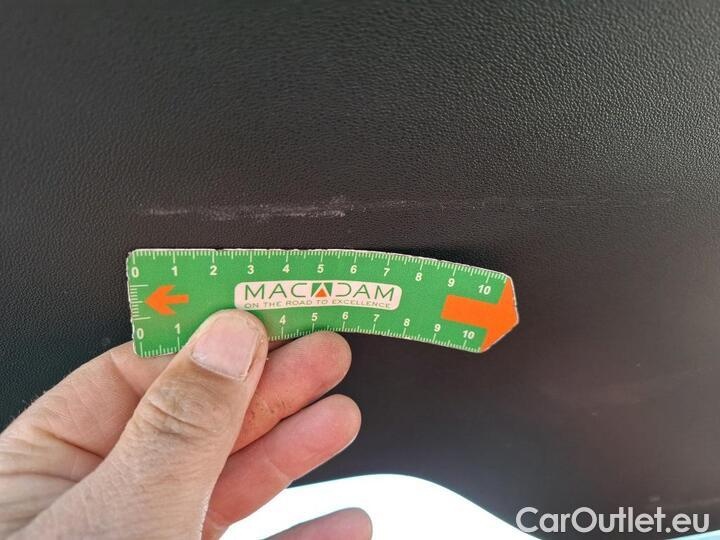 0 1 2 3 4 5 6 7 8 9 10
MACADAM
ON THE ROAD TO EXCELLENCE
0 1 4 5 6 7 8 9 10
CarOutlet.eu